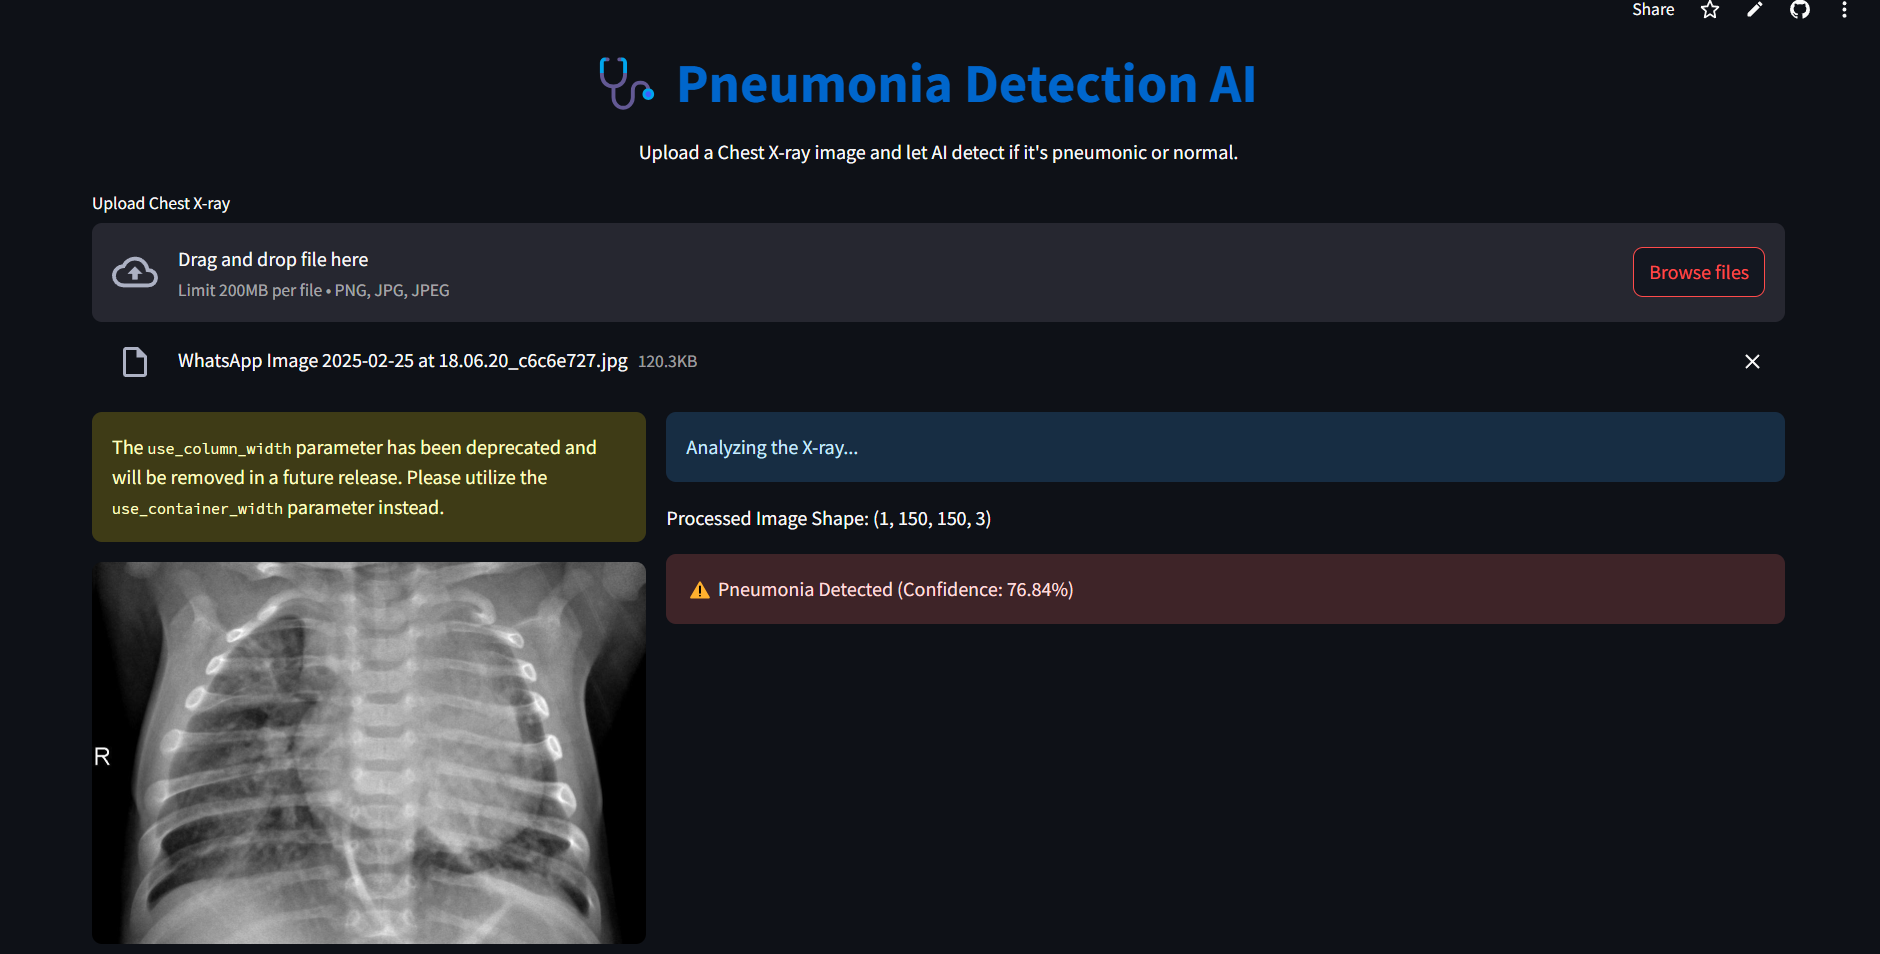 Share
Pneumonia Detection AI
Upload a Chest X-ray image and let AI detect if it's pneumonic or normal.
Upload Chest X-ray
Drag and drop file here
Limit 200MB per file • PNG, JPG, JPEG
Browse files
WhatsApp Image 2025-02-25 at 18.06.20_c6c6e727.jpg 120.3KB
The use_column_width parameter has been deprecated and
will be removed in a future release. Please utilize the
use_container_width parameter instead.
Analyzing the X-ray...
Processed Image Shape: (1, 150, 150, 3)
Pneumonia Detected (Confidence: 76.84%)
R